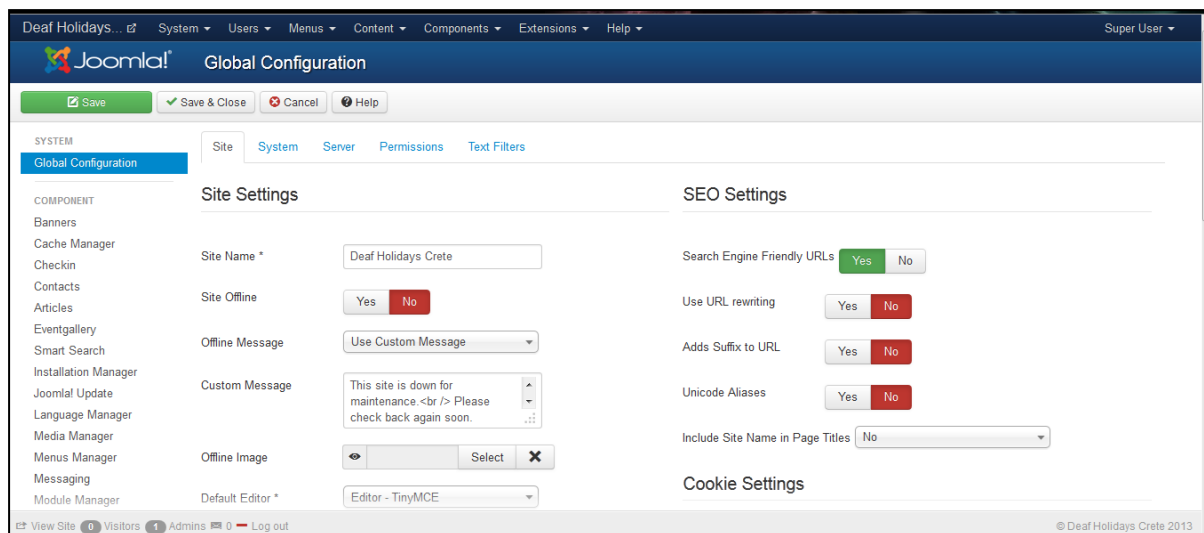 Deaf Holidays... System Users Menus Content Components Extensions Help Super User
Joomla!® Global Configuration
Save Save & Close Cancel Help
SYSTEM
Global Configuration
COMPONENT
Banners
Cache Manager
Checkin
Contacts
Articles
Eventgallery
Smart Search
Installation Manager
Joomla! Update
Language Manager
Media Manager
Menus Manager
Messaging
Module Manager
Site System Server Permissions Text Filters
Site Settings
Site Name * Deaf Holidays Crete
Site Offline Yes No
Offline Message Use Custom Message
Custom Message This site is down for
maintenance.<br /> Please
check back again soon.
Offline Image Select
Default Editor * Editor - TinyMCE
SEO Settings
Search Engine Friendly URLs Yes No
Use URL rewriting Yes No
Adds Suffix to URL Yes No
Unicode Aliases Yes No
Include Site Name in Page Titles No
Cookie Settings
View Site 0 Visitors 1 Admins 0 Log out © Deaf Holidays Crete 2013